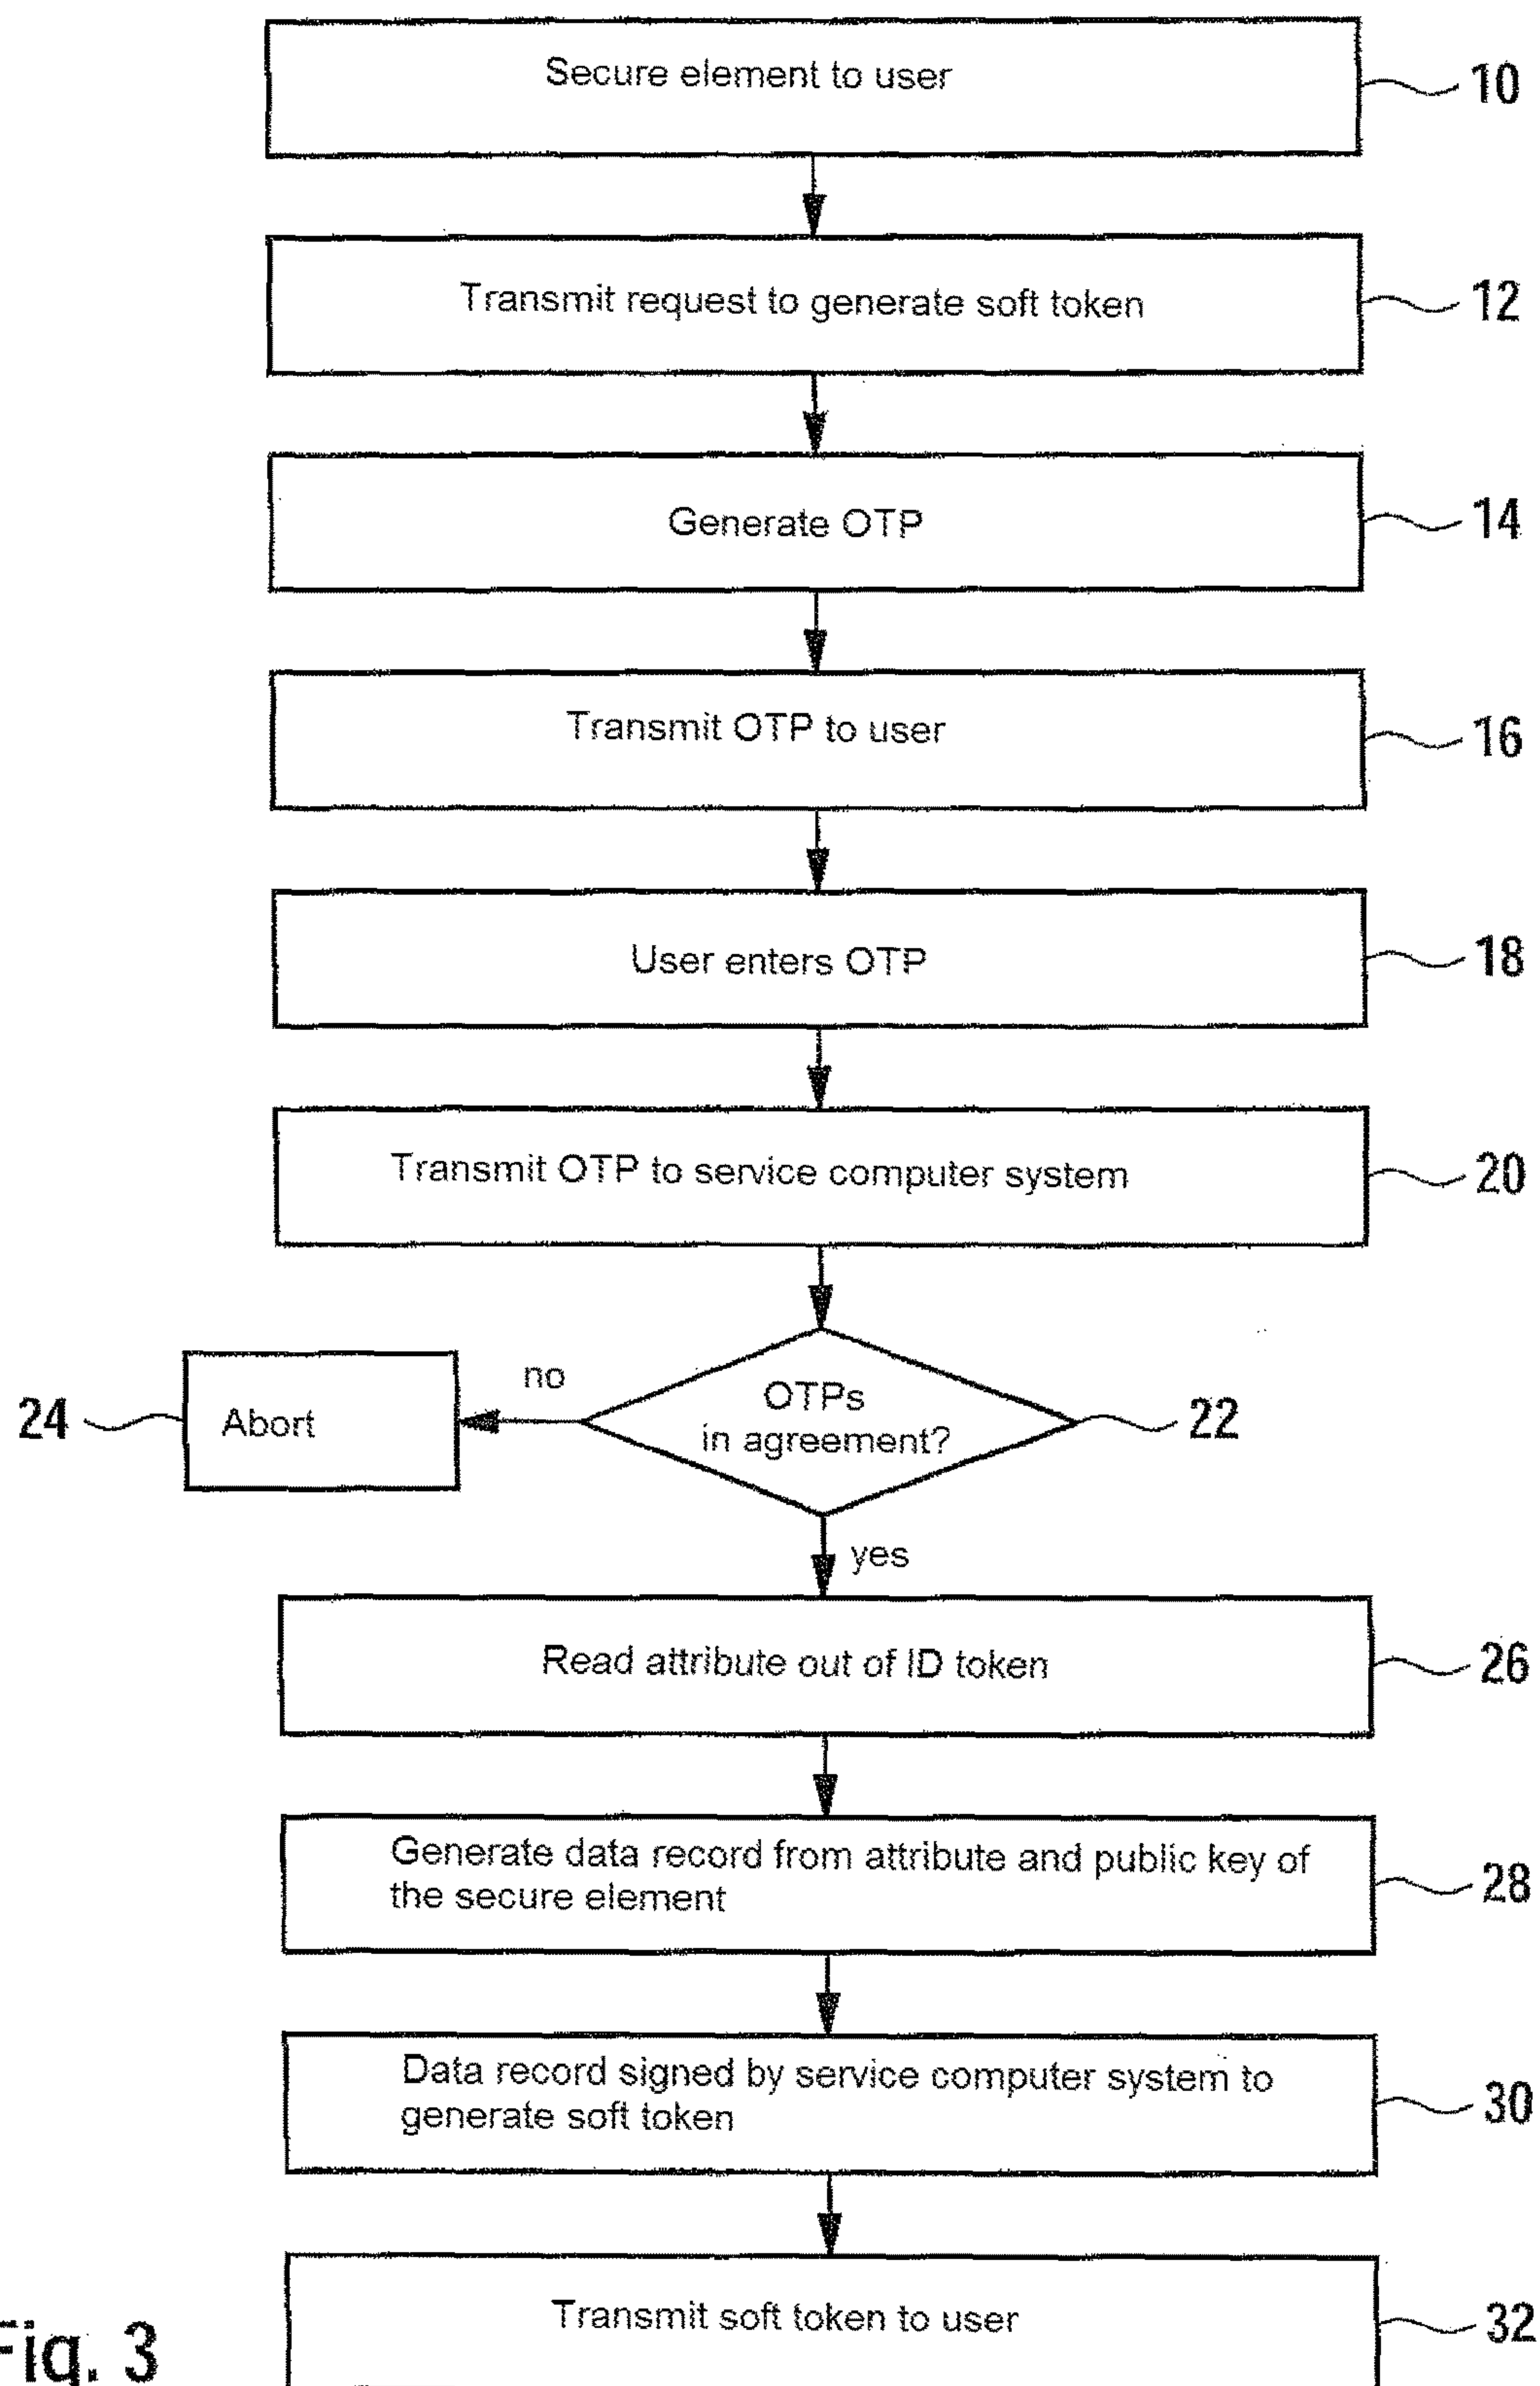 Secure element to user
10
Transmit request to generate soft token
12
Generate OTP
14
Transmit OTP to user
16
User enters OTP
18
Transmit OTP to service computer system
20
OTPs
in agreement?
22
no
Abort
24
yes
Read attribute out of ID token
26
Generate data record from attribute and public key of
the secure element
28
Data record signed by service computer system to
generate soft token
30
Transmit soft token to user
32
Fig. 3